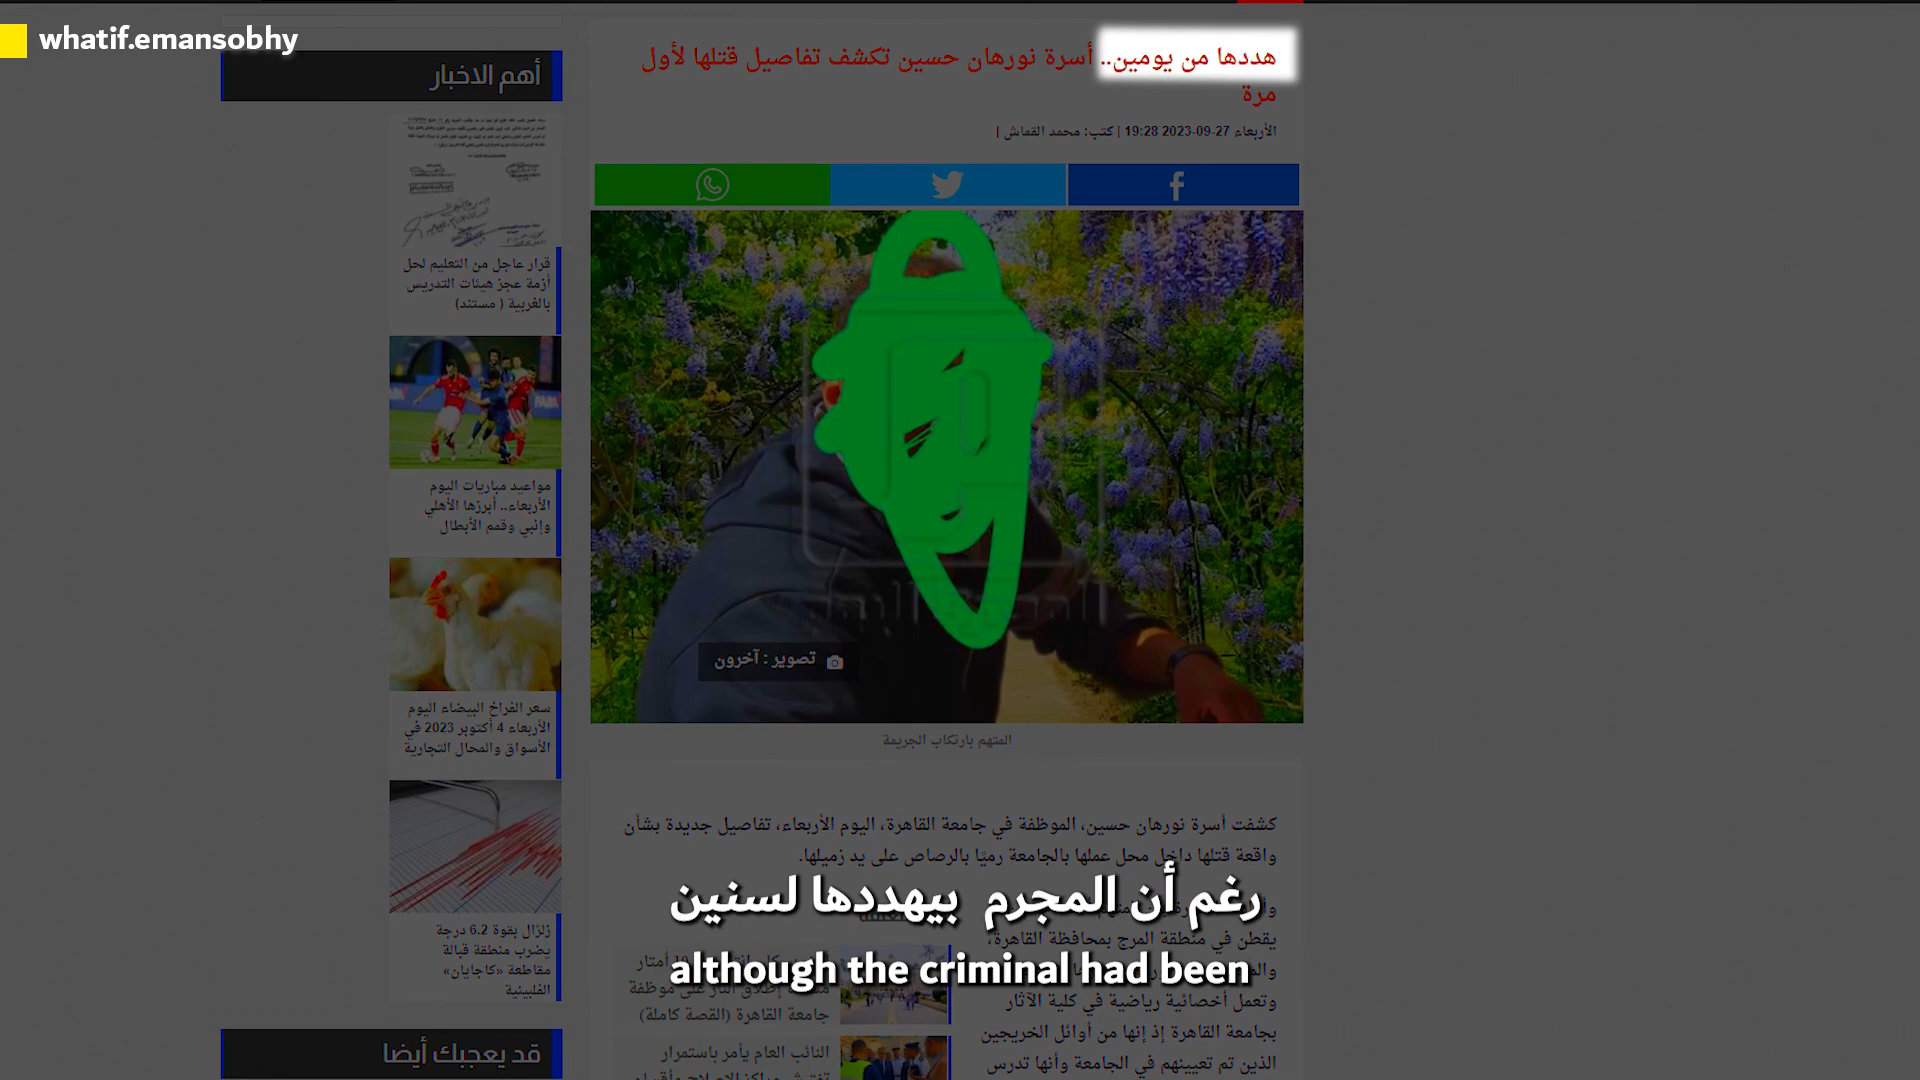 whatif.emansobhy
هددها من يومين.. أسرة نورهان حسين تكشف تفاصيل قتلها لأول
مرة
الأربعاء 27-09-2023 19:28 | كتب: محمد القماش |
تصوير : آخرون
المتهم بارتكاب الجريمة
كشفت أسرة نورهان حسين، الموظفة في جامعة القاهرة، اليوم الأربعاء، تفاصيل جديدة بشأن
واقعة قتلها داخل محل عملها بالجامعة رميًا بالرصاص على يد زميلها.
يقطن في منطقة المرج بمحافظة القاهرة،
وتعمل أخصائية رياضية في كلية الآثار
بجامعة القاهرة إذ إنها من أوائل الخريجين
الذين تم تعيينهم في الجامعة وأنها تدرس
أمتار
إطلاق النار على موظفة
جامعة القاهرة (القصة كاملة)
النائب العام يأمر باستمرار
أهم الاخبار
قرار عاجل من التعليم لحل
أزمة عجز هيئات التدريس
بالغربية ( مستند)
مواعيد مباريات اليوم
الأربعاء.. أبرزها الأهلي
وإنبي وقمم الأبطال
سعر الفراخ البيضاء اليوم
الأربعاء 4 أكتوبر 2023 في
الأسواق والمحال التجارية
زلزال بقوة 6.2 درجة
يضرب منطقة قبالة
مقاطعة «كاجايان»
الفلبينية
قد يعجبك أيضا
رغم أن المجرم بيهددها لسنين
although the criminal had been